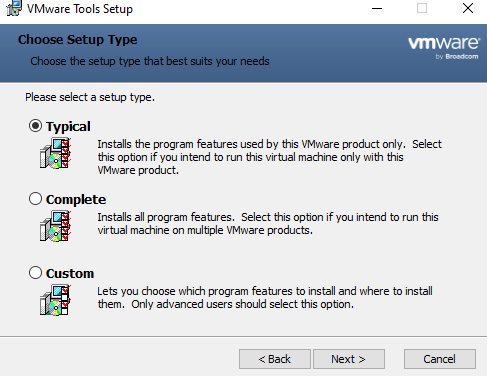 VMware Tools Setup
Choose Setup Type
Choose the setup type that best suits your needs
vmware
by Broadcom
Please select a setup type.
Typical
Installs the program features used by this VMware product only. Select
this option if you intend to run this virtual machine only with this
VMware product.
Complete
Installs all program features. Select this option if you intend to run this
virtual machine on multiple VMware products.
Custom
Lets you choose which program features to install and where to install
them. Only advanced users should select this option.
< Back
Next >
Cancel